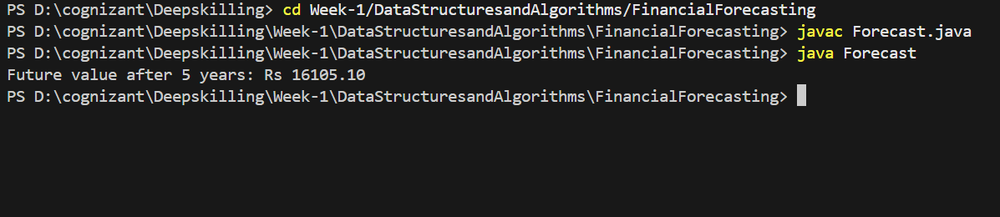 PS D:\cognizant\Deepskilling> cd Week-1/DataStructuresandAlgorithms/FinancialForecasting
PS D:\cognizant\Deepskilling\Week-1\DataStructuresandAlgorithms\FinancialForecasting> javac Forecast.java
PS D:\cognizant\Deepskilling\Week-1\DataStructuresandAlgorithms\FinancialForecasting> java Forecast
Future value after 5 years: Rs 16105.10
PS D:\cognizant\Deepskilling\Week-1\DataStructuresandAlgorithms\FinancialForecasting>